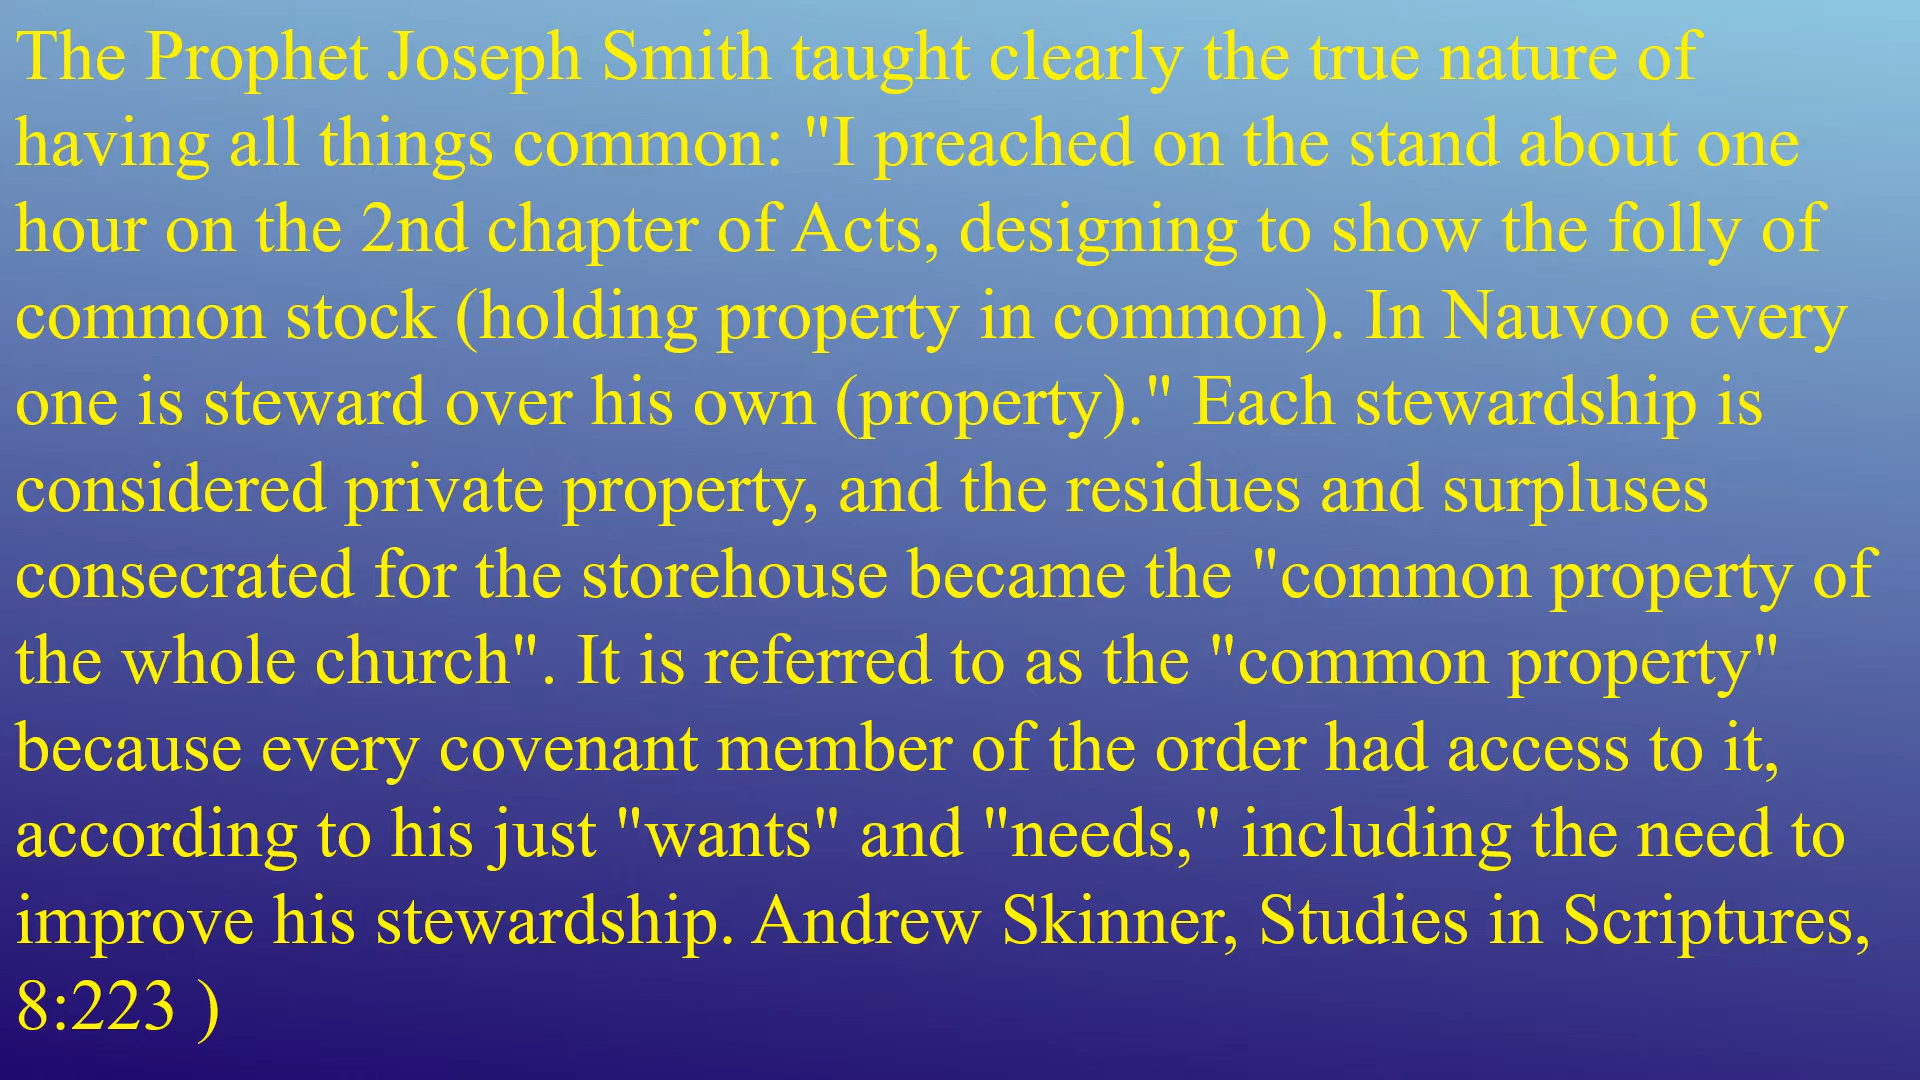 The Prophet Joseph Smith taught clearly the true nature of
having all things common: "I preached on the stand about one
hour on the 2nd chapter of Acts, designing to show the folly of
common stock (holding property in common). In Nauvoo every
one is steward over his own (property)." Each stewardship is
considered private property, and the residues and surpluses
consecrated for the storehouse became the "common property of
the whole church". It is referred to as the "common property"
because every covenant member of the order had access to it,
according to his just "wants" and "needs," including the need to
improve his stewardship. Andrew Skinner, Studies in Scriptures,
8:223 )